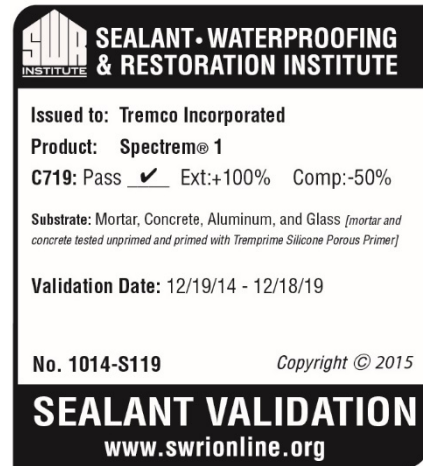 SWR
INSTITUTE
SEALANT • WATERPROOFING
& RESTORATION INSTITUTE
Issued to: Tremco Incorporated
Product: Spectrem® 1
C719: Pass ✔ Ext:+100% Comp:-50%
Substrate: Mortar, Concrete, Aluminum, and Glass [mortar and
concrete tested unprimed and primed with Tremprime Silicone Porous Primer]
Validation Date: 12/19/14 - 12/18/19
No. 1014-S119 Copyright © 2015
SEALANT VALIDATION
www.swrionline.org